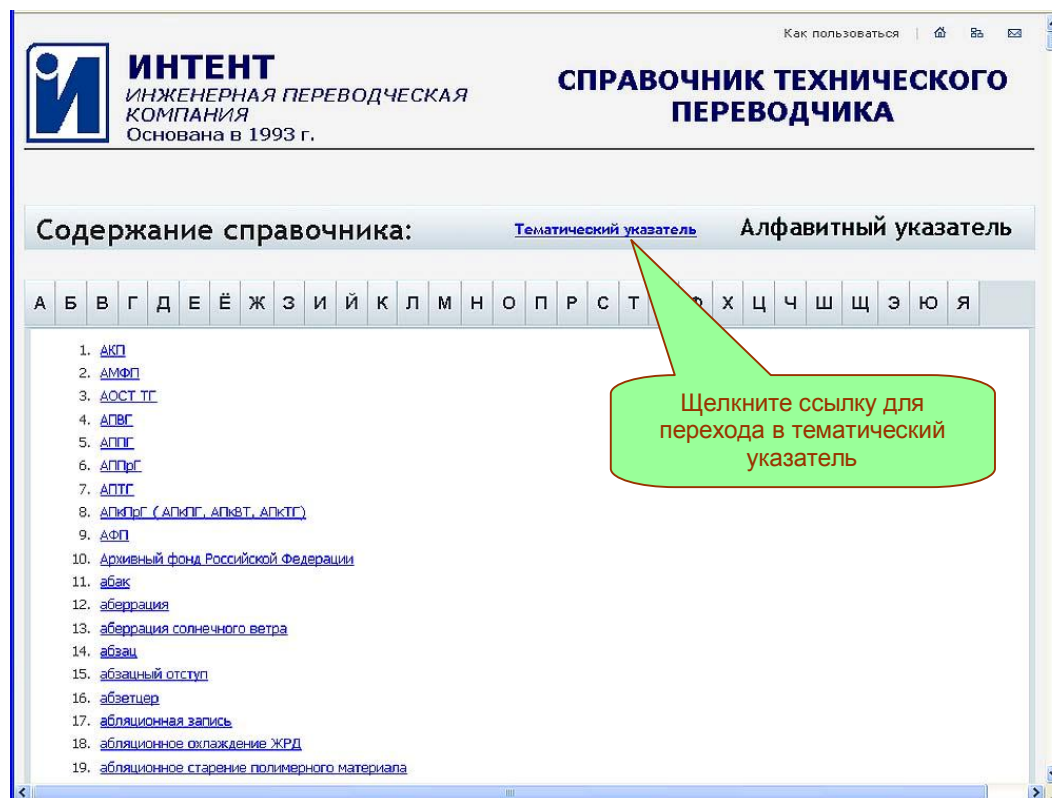 Как пользоваться
ИНТЕНТ
ИНЖЕНЕРНАЯ ПЕРЕВОДЧЕСКАЯ
КОМПАНИЯ
Основана в 1993 г.
СПРАВОЧНИК ТЕХНИЧЕСКОГО
ПЕРЕВОДЧИКА
Содержание справочника:
Тематический указатель
Алфавитный указатель
А Б В Г Д Е Ё Ж З И Й К Л М Н О П Р С Т Ф Х Ц Ч Ш Щ Э Ю Я
Щелкните ссылку для
перехода в тематический
указатель
1. АКП
2. АМФП
3. АОСТ ТГ
4. АПВГ
5. АППГ
6. АППрГ
7. АПТГ
8. АПкПрГ ( АПкПГ, АПкВТ, АПкТГ)
9. АФП
10. Архивный фонд Российской Федерации
11. абак
12. аберрация
13. аберрация солнечного ветра
14. абзац
15. абзацный отступ
16. абзетцер
17. абляционная запись
18. абляционное охлаждение ЖРД
19. абляционное старение полимерного материала